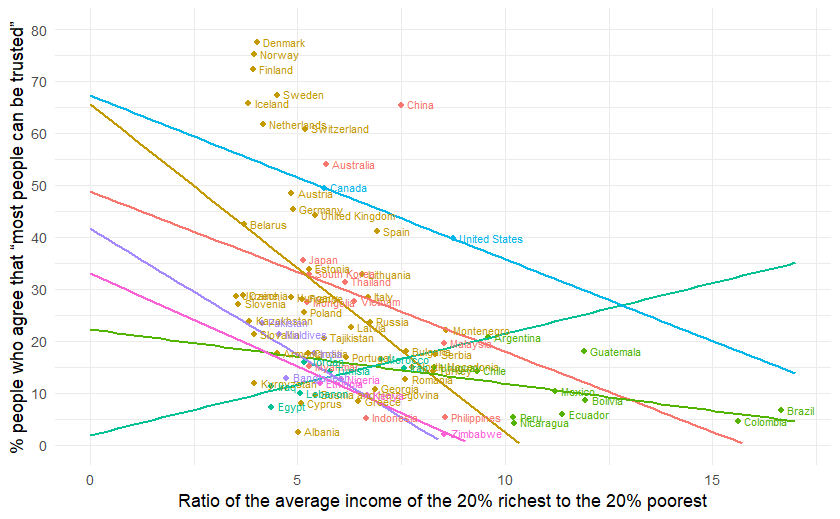 80
70
60
50
40
30
20
10
0
% people who agree that “most people can be trusted”
Denmark
Norway
Finland
Sweden
Iceland
China
Netherlands
Switzerland
Australia
Canada
Austria
Germany
United Kingdom
Belarus
Spain
United States
Japan
Estonia
South Korea
Lithuania
Thailand
Slovenia
Italy
Mongolia
Vietnam
Poland
Kazakhstan
Pakistan
Russia
Latvia
Montenegro
Slovakia
Maldives
Tajikistan
Argentina
Malaysia
Bulgaria
Guatemala
Serbia
Portugal
Morocco
Chile
Romania
Kyrgyzstan
Ethiopia
Nigeria
Georgia
Mexico
Iraq
Greece
Bolivia
Egypt
Cyprus
Brazil
Ecuador
Indonesia
Philippines
Peru
Nicaragua
Colombia
Albania
Zimbabwe
0
5
10
15
Ratio of the average income of the 20% richest to the 20% poorest